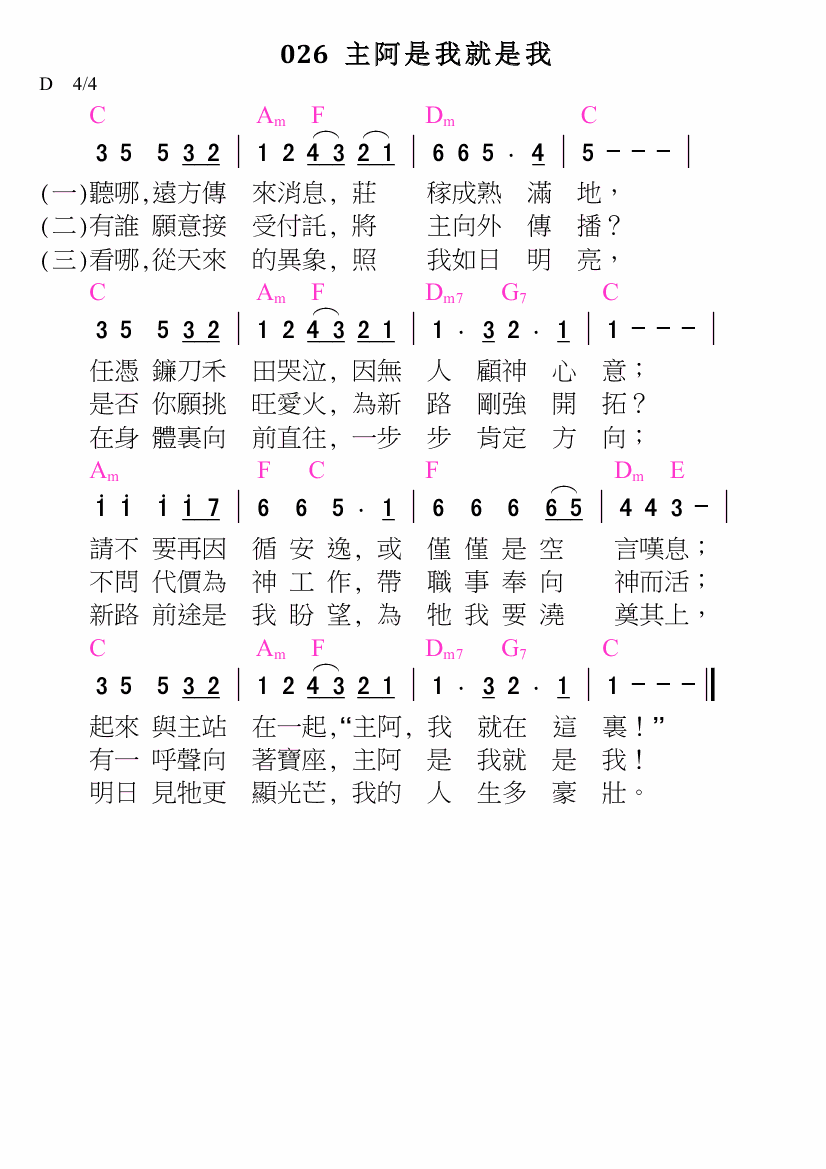 026 主阿是我就是我
D 4/4
C Am F Dm C
3 5 5 3 2 | 1 2 4 3 2 1 | 6 6 5 · 4 | 5 - - - |
(一)聽哪,遠方傳 來消息, 莊 稼成熟 滿 地，
(二)有誰 願意接 受付託, 將 主向外 傳 播？
(三)看哪,從天來 的異象, 照 我如日 明 亮，
C Am F Dm7 G7 C
3 5 5 3 2 | 1 2 4 3 2 1 | 1 · 3 2 · 1 | 1 - - - |
任憑 鐮刀禾 田哭泣, 因無 人 顧神 心 意；
是否 你願挑 旺愛火, 為新 路 剛強 開 拓？
在身 體裏向 前直往, 一步 步 肯定 方 向；
Am F C F Dm E
i i i i 7 | 6 6 5 · 1 | 6 6 6 6 5 | 4 4 3 - |
請不 要再因 循 安 逸, 或 僅 僅 是 空 言嘆息；
不問 代價為 神 工 作, 帶 職 事 奉 向 神而活；
新路 前途是 我 盼 望, 為 牠 我 要 澆 奠其上，
C Am F Dm7 G7 C
3 5 5 3 2 | 1 2 4 3 2 1 | 1 · 3 2 · 1 | 1 - - - ‖
起來 與主站 在一起,“主阿, 我 就在 這 裏！”
有一 呼聲向 著寶座, 主阿 是 我就 是 我！
明日 見牠更 顯光芒, 我的 人 生多 豪 壯。